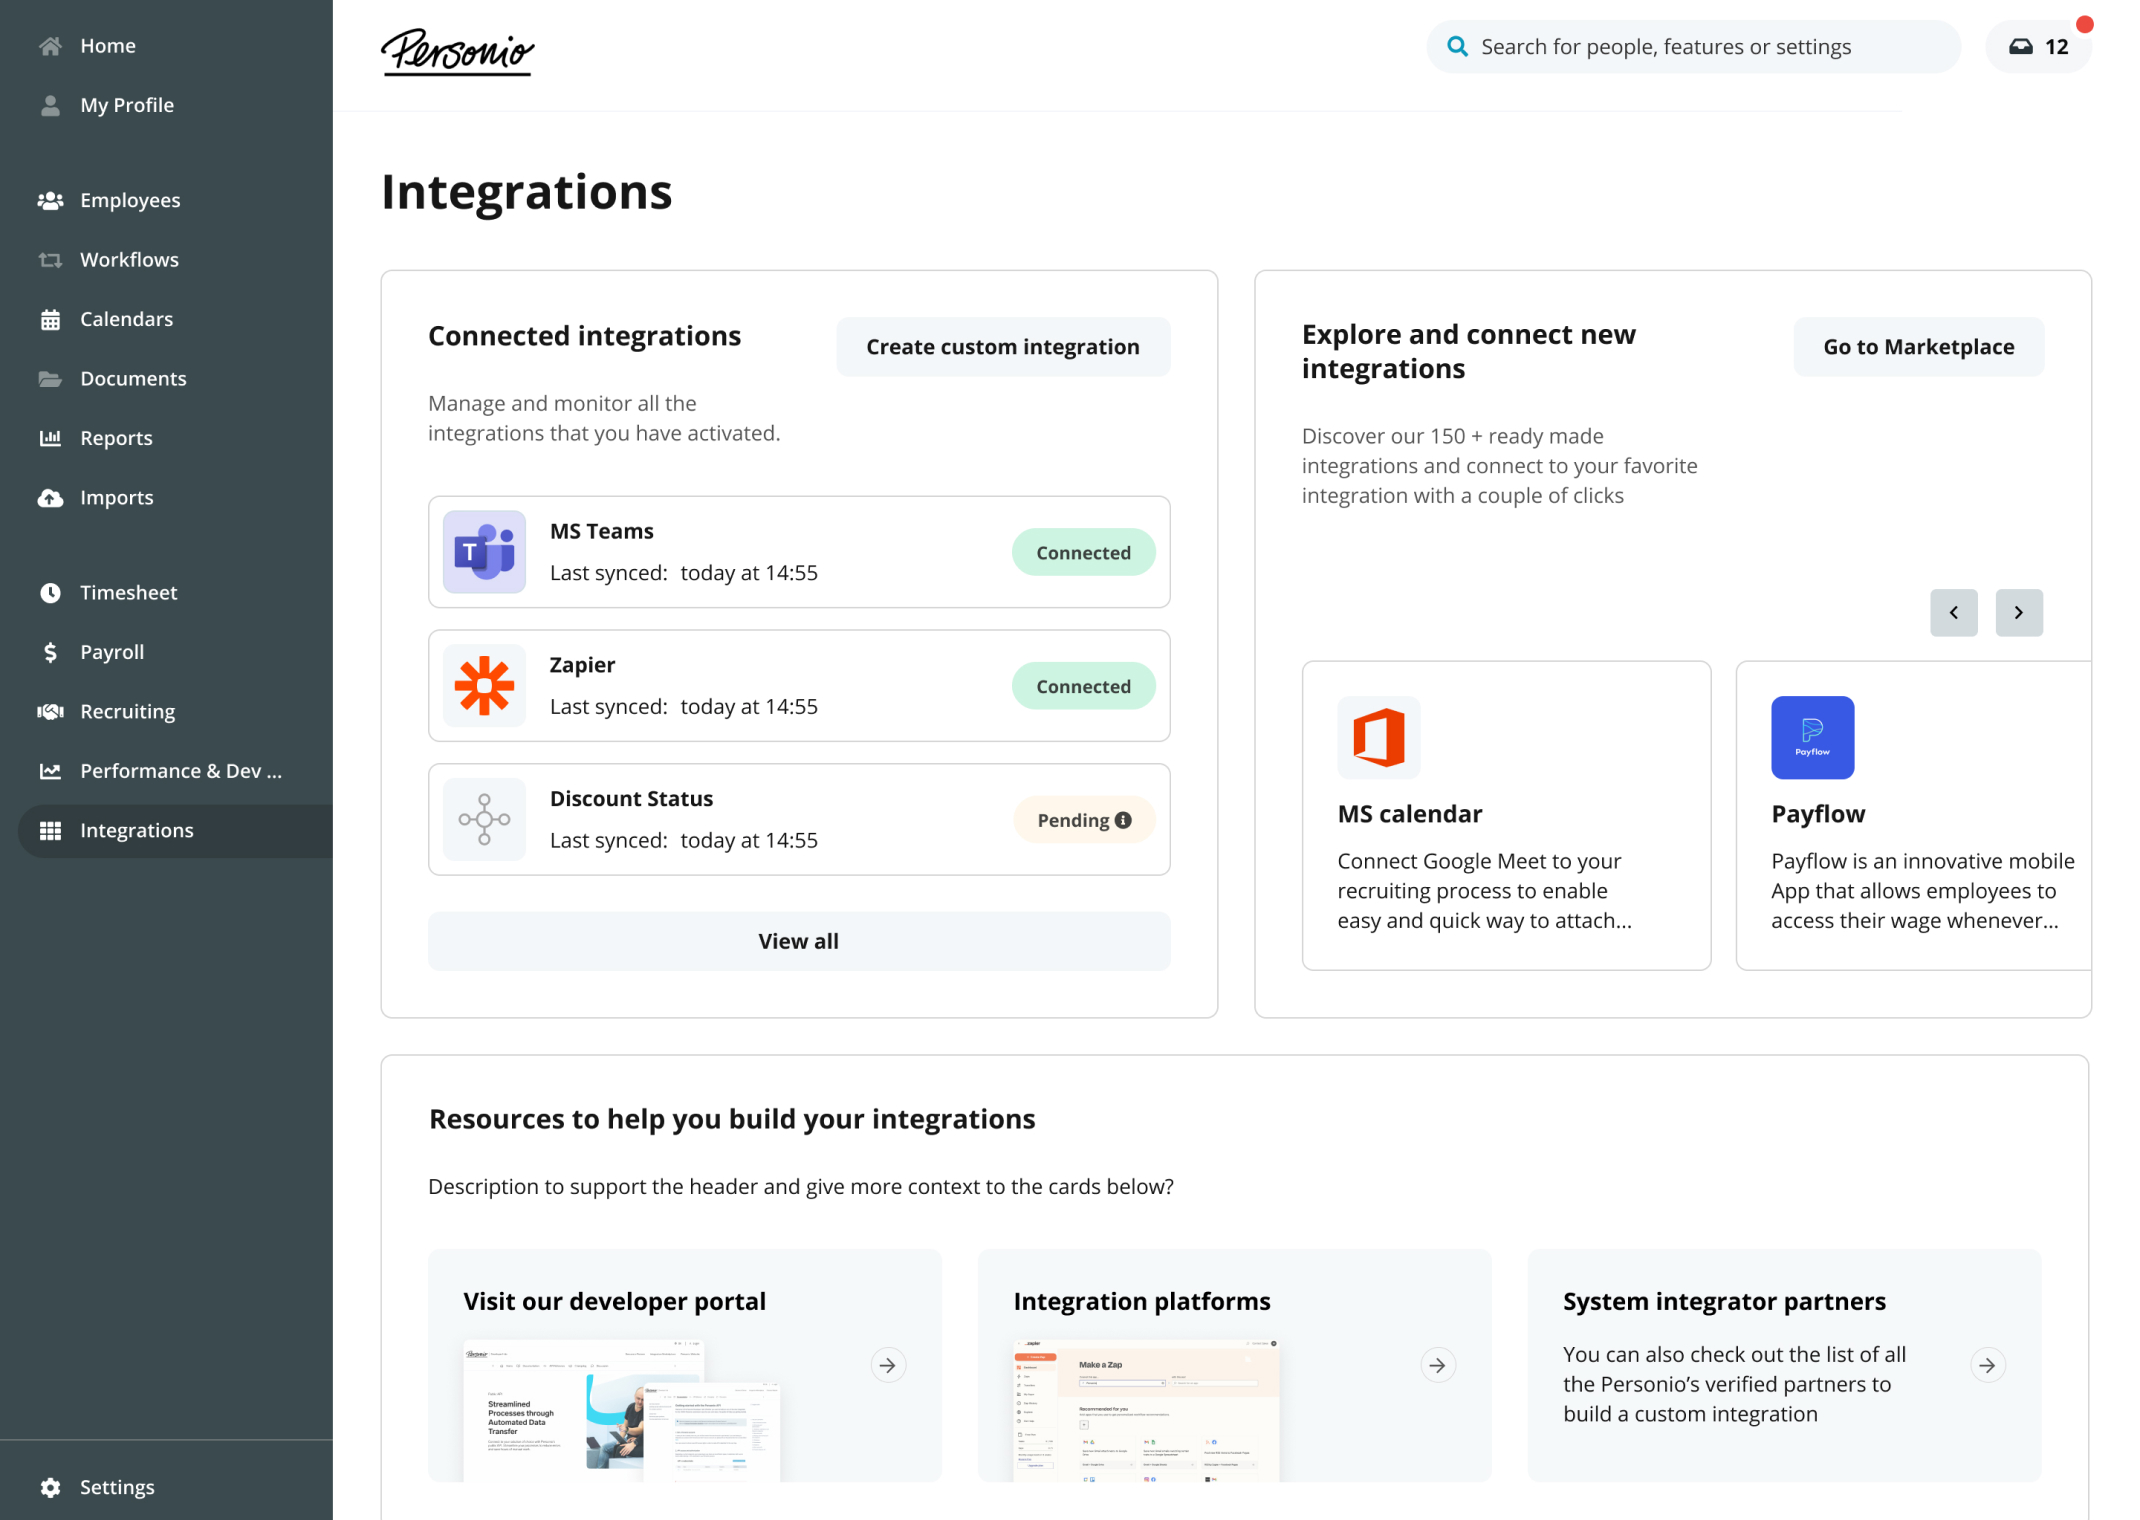 Home
My Profile
Employees
Workflows
Calendars
Documents
Reports
Imports
Timesheet
Payroll
Recruiting
Performance & Dev ...
Integrations
Settings
Personio
Search for people, features or settings
12
Integrations
Connected integrations
Create custom integration
Manage and monitor all the
integrations that you have activated.
T
MS Teams
Last synced: today at 14:55
Connected
Zapier
Last synced: today at 14:55
Connected
Discount Status
Last synced: today at 14:55
Pending
View all
Explore and connect new
integrations
Go to Marketplace
Discover our 150 + ready made
integrations and connect to your favorite
integration with a couple of clicks
MS calendar
Connect Google Meet to your
recruiting process to enable
easy and quick way to attach...
Payflow
Payflow
Payflow is an innovative mobile
App that allows employees to
access their wage whenever...
Resources to help you build your integrations
Description to support the header and give more context to the cards below?
Visit our developer portal
Personio
Streamlined
Processes through
Automated Data
Transfer
Integration platforms
zapier
Make a Zap
Recommended for you
System integrator partners
You can also check out the list of all
the Personio’s verified partners to
build a custom integration